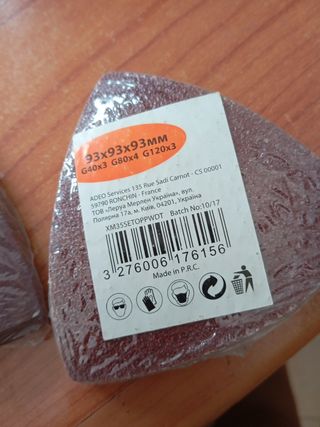 93x93x93мм
G40x3 G80x4 G120x3
ADEO Services 135 Rue Sadi Carnot - CS 00001
59790 RONCHIN - France
ТОВ «Леруа Мерлен Україна», вул.
Полярна 17а, м. Київ, 04201, Україна
XM35SETOPPWDT Batch No:10/17
3 276006 176156
Made in P.R.C.